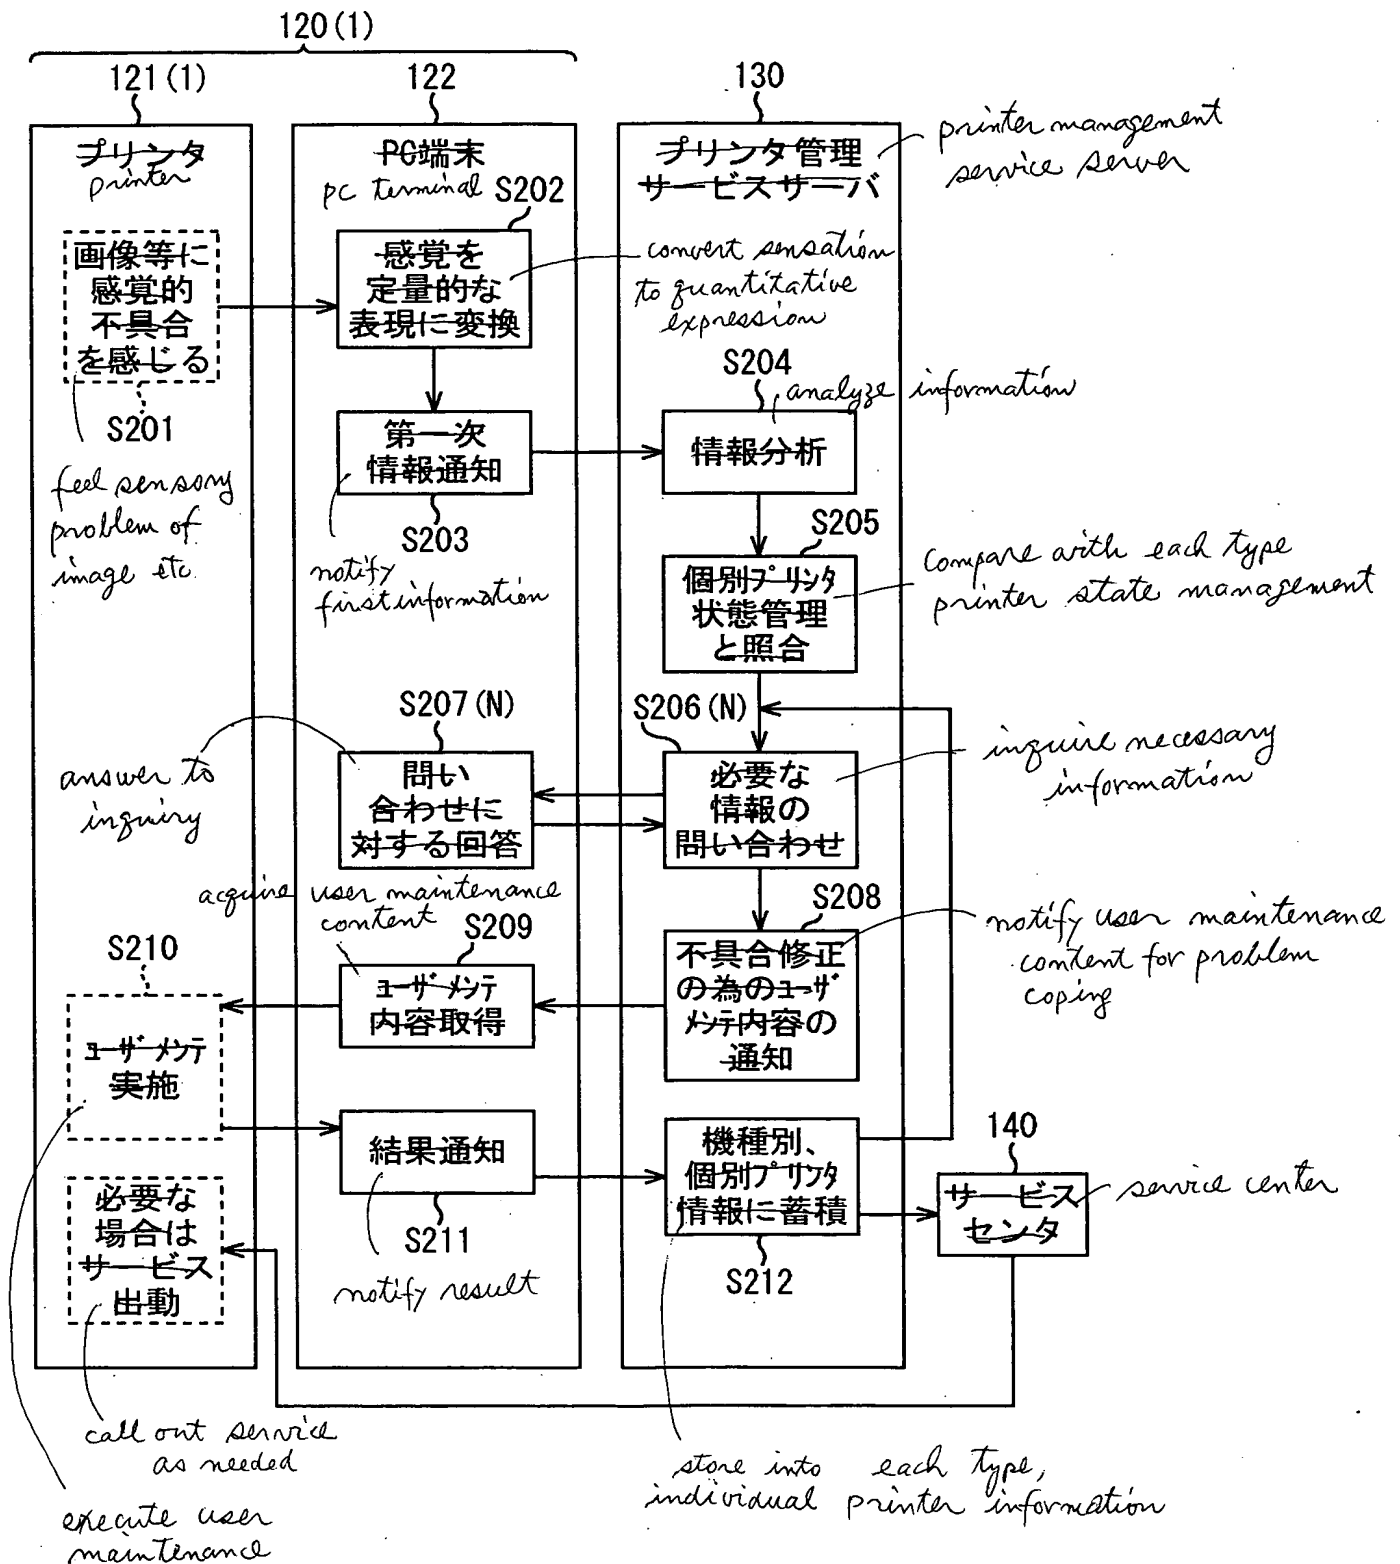 120(1)
121(1)
122
130
プリンタ
printer
PC端末
pc terminal
プリンタ管理
サービスサーバ
printer management
service server
S202
画像等に
感覚的
不具合
を感じる
感覚を
定量的な
表現に変換
convert sensation
to quantitative
expression
S201
feel sensory
problem of
image etc
第一次
情報通知
S203
notify
first information
S204
analyze information
情報分析
S205
個別プリンタ
状態管理
と照合
compare with each type
printer state management
S207(N)
S206(N)
answer to
inquiry
問い
合わせに
対する回答
必要な
情報の
問い合わせ
inquire necessary
information
acquire user maintenance
content
S209
S208
S210
ユーザメンテ
内容取得
不具合修正
の為のユーザ
メンテ内容の
通知
notify user maintenance
content for problem
coping
ユーザメンテ
実施
結果通知
S211
notify result
機種別、
個別プリンタ
情報に蓄積
S212
140
サービス
センタ
service center
必要な
場合は
サービス
出動
call out service
as needed
execute user
maintenance
store into each type,
individual printer information